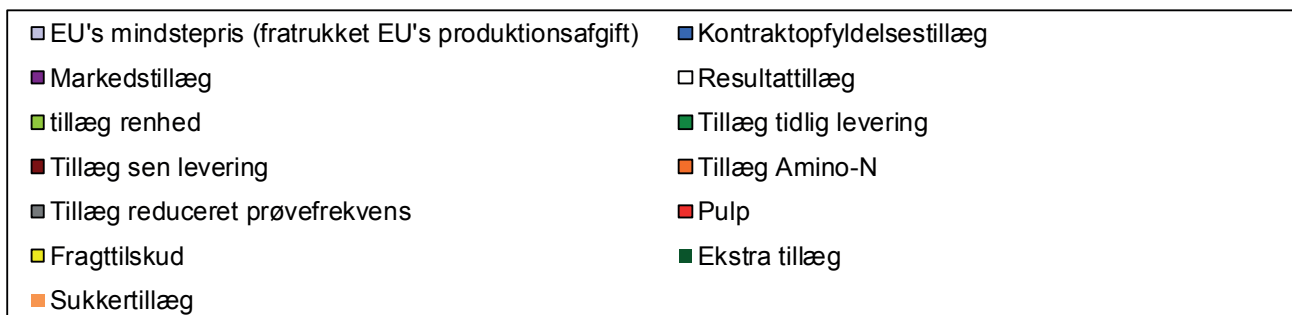 EU's mindstepris (fratrukket EU's produktionsafgift) Kontraktopfyldelsestillæg
Markedstillæg Resultattillæg
tillæg renhed Tillæg tidlig levering
Tillæg sen levering Tillæg Amino-N
Tillæg reduceret prøvefrekvens Pulp
Fragttilskud Ekstra tillæg
Sukkertillæg